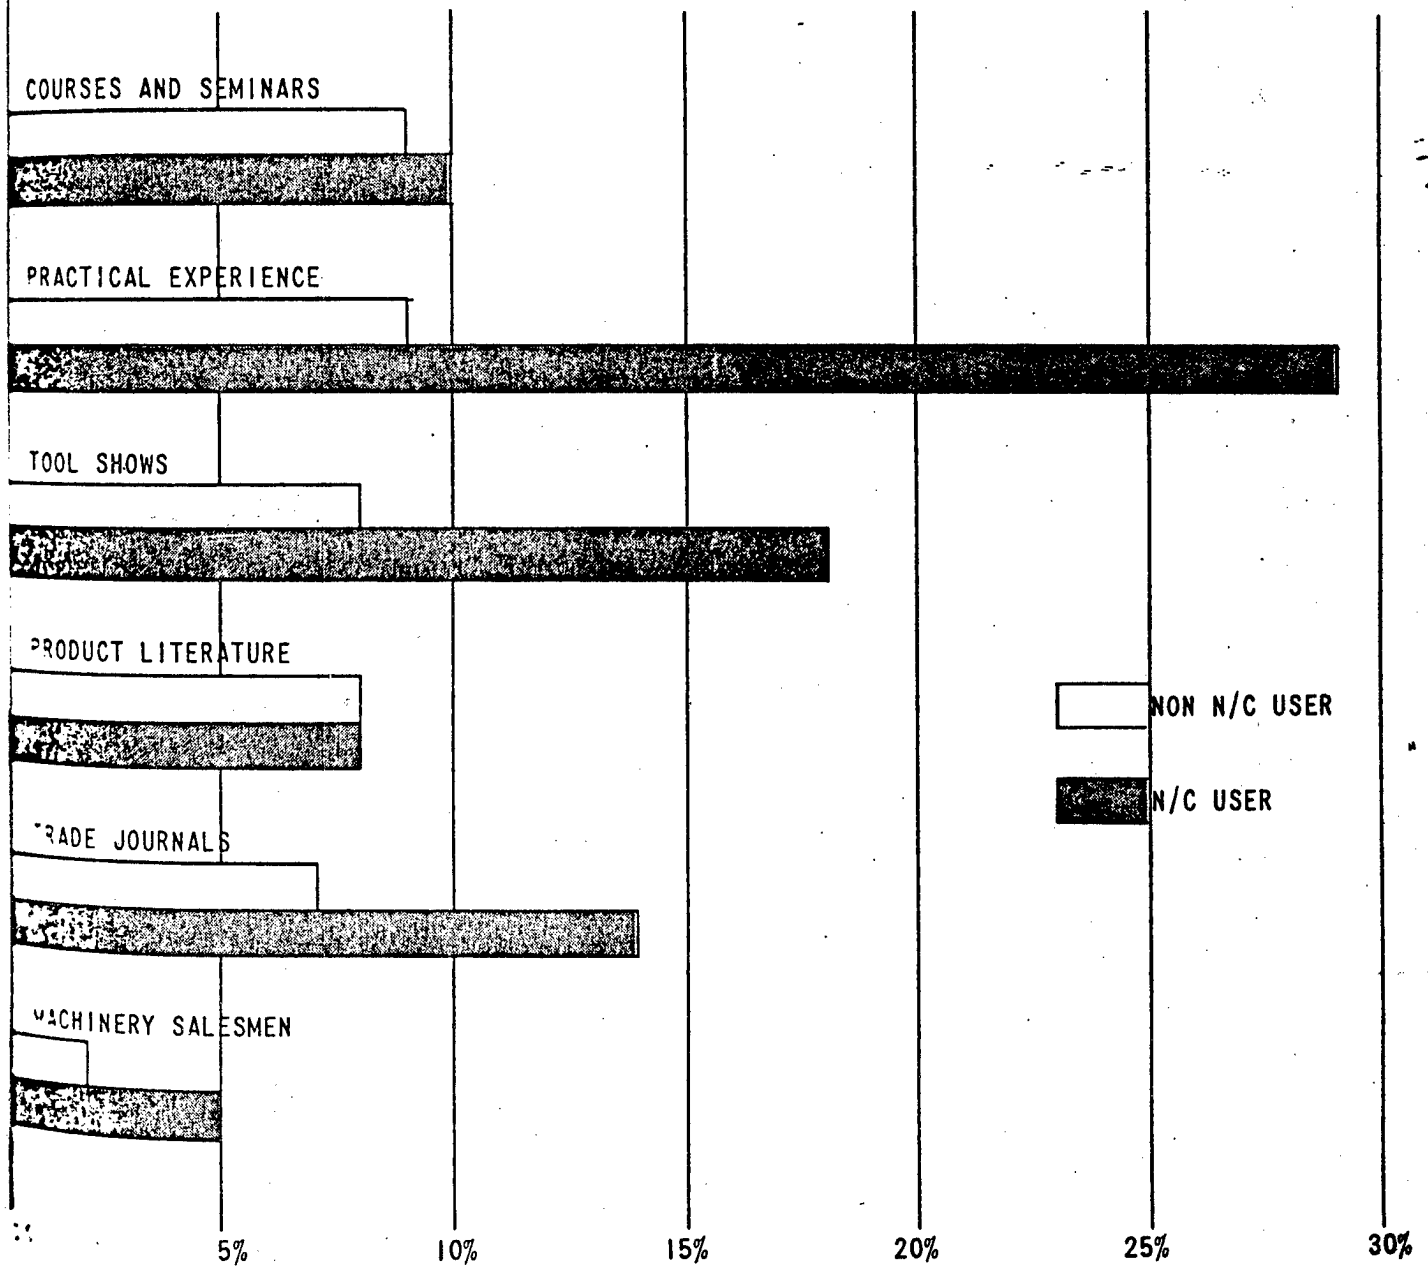 COURSES AND SEMINARS
PRACTICAL EXPERIENCE
TOOL SHOWS
PRODUCT LITERATURE
NON N/C USER
N/C USER
TRADE JOURNALS
MACHINERY SALESMEN
5% 10% 15% 20% 25% 30%